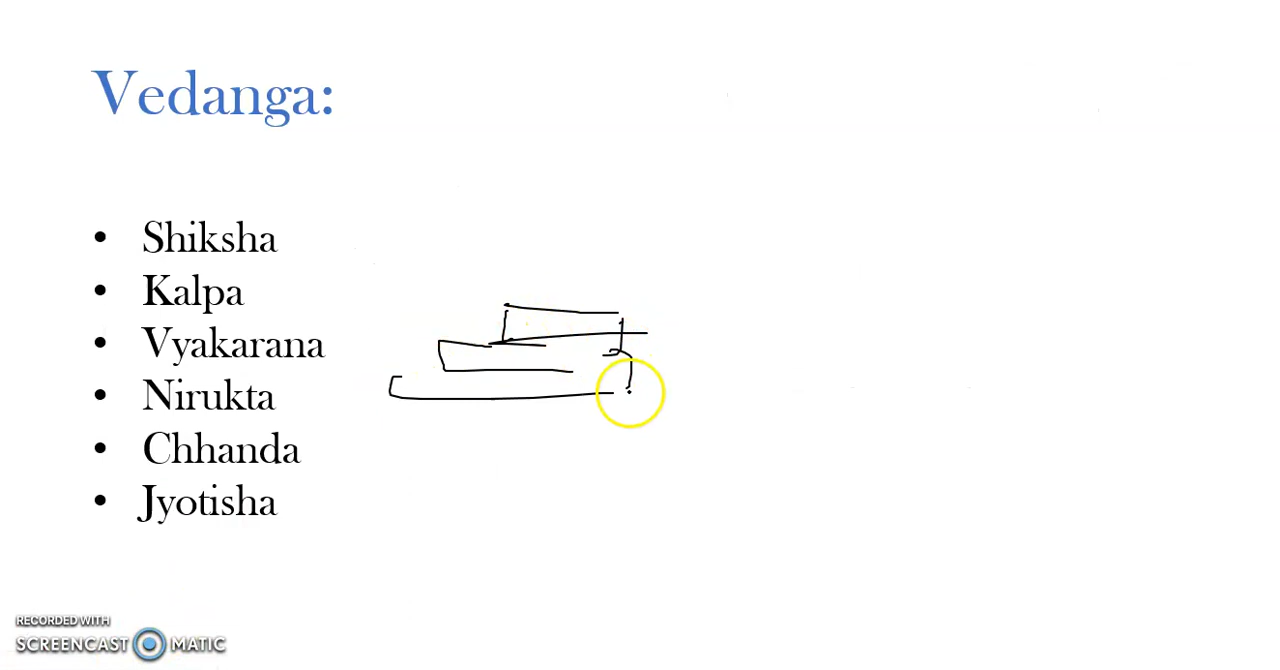 Vedanga:
• Shiksha
• Kalpa
• Vyakarana
• Nirukta
• Chhanda
• Jyotisha
RECORDED WITH
SCREENCAST MATIC